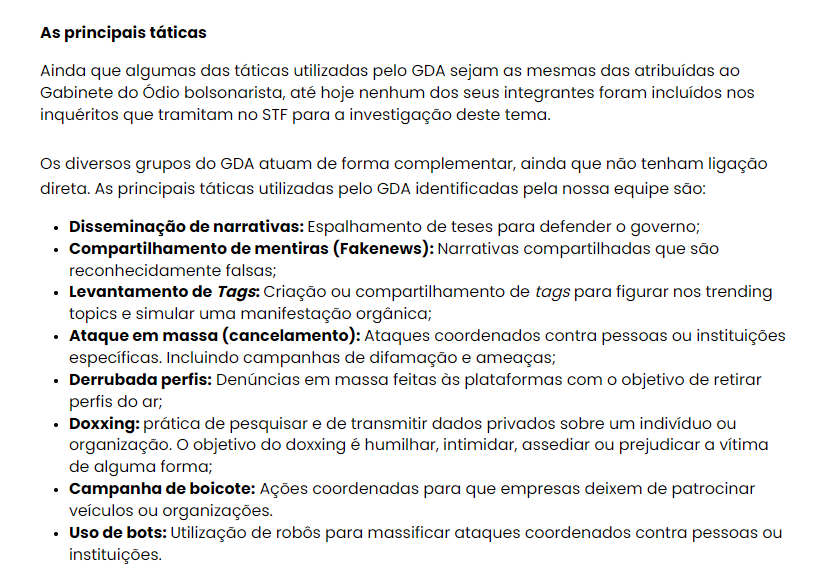 As principais táticas
Ainda que algumas das táticas utilizadas pelo GDA sejam as mesmas das atribuídas ao
Gabinete do Ódio bolsonarista, até hoje nenhum dos seus integrantes foram incluídos nos
inquéritos que tramitam no STF para a investigação deste tema.
Os diversos grupos do GDA atuam de forma complementar, ainda que não tenham ligação
direta. As principais táticas utilizadas pelo GDA identificadas pela nossa equipe são:
• Disseminação de narrativas: Espalhamento de teses para defender o governo;
• Compartilhamento de mentiras (Fakenews): Narrativas compartilhadas que são
reconhecidamente falsas;
• Levantamento de Tags: Criação ou compartilhamento de tags para figurar nos trending
topics e simular uma manifestação orgânica;
• Ataque em massa (cancelamento): Ataques coordenados contra pessoas ou instituições
específicas. Incluindo campanhas de difamação e ameaças;
• Derrubada perfis: Denúncias em massa feitas às plataformas com o objetivo de retirar
perfis do ar;
• Doxxing: prática de pesquisar e de transmitir dados privados sobre um indivíduo ou
organização. O objetivo do doxxing é humilhar, intimidar, assediar ou prejudicar a vítima
de alguma forma;
• Campanha de boicote: Ações coordenadas para que empresas deixem de patrocinar
veículos ou organizações.
• Uso de bots: Utilização de robôs para massificar ataques coordenados contra pessoas ou
instituições.